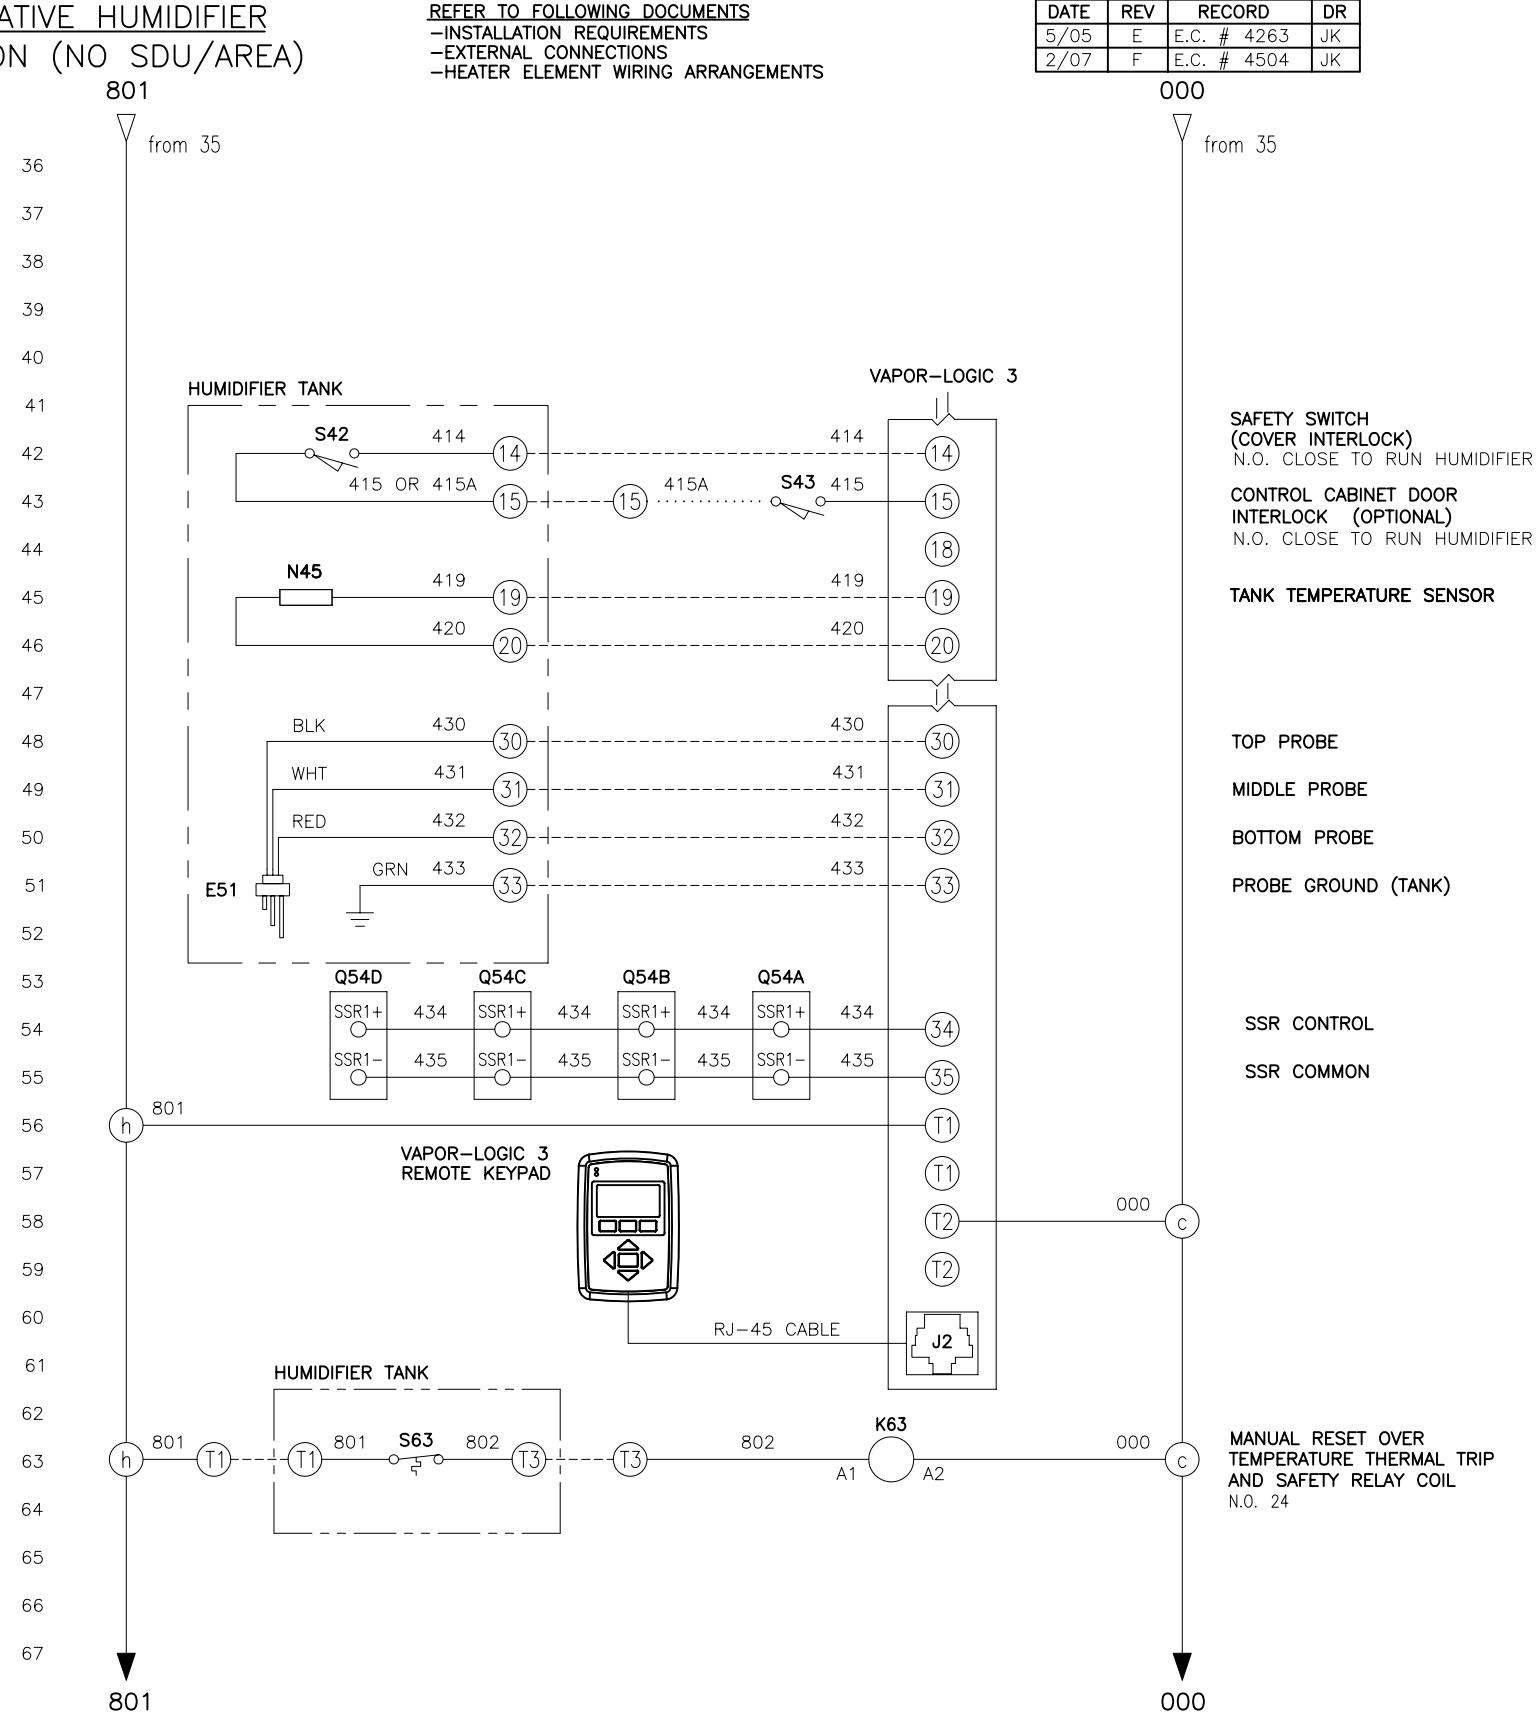 ATIVE HUMIDIFIER
ON (NO SDU/AREA)
REFER TO FOLLOWING DOCUMENTS
-INSTALLATION REQUIREMENTS
-EXTERNAL CONNECTIONS
-HEATER ELEMENT WIRING ARRANGEMENTS
DATE REV RECORD DR
5/05 E E.C. # 4263 JK
2/07 F E.C. # 4504 JK
801 000
from 35 from 35
36
37
38
39
40
VAPOR-LOGIC 3
HUMIDIFIER TANK
41
SAFETY SWITCH
(COVER INTERLOCK)
N.O. CLOSE TO RUN HUMIDIFIER
S42 414 414
42 14 14
415 OR 415A 415A S43 415
43 15 15 15
CONTROL CABINET DOOR
INTERLOCK (OPTIONAL)
N.O. CLOSE TO RUN HUMIDIFIER
44 18
N45 419 419
45 19 19 TANK TEMPERATURE SENSOR
420 420
46 20 20
47
BLK 430 430
48 30 30 TOP PROBE
WHT 431 431
49 31 31 MIDDLE PROBE
RED 432 432
50 32 32 BOTTOM PROBE
GRN 433 433
51 E51 33 33 PROBE GROUND (TANK)
52
53 Q54D Q54C Q54B Q54A
SSR1+ 434 SSR1+ 434 SSR1+ 434 SSR1+ 434
54 34 SSR CONTROL
SSR1- 435 SSR1- 435 SSR1- 435 SSR1- 435
55 35 SSR COMMON
801
56 h T1
VAPOR-LOGIC 3
REMOTE KEYPAD
57 T1
000
58 T2 c
59 T2
60
RJ-45 CABLE J2
61
HUMIDIFIER TANK
62
K63
801 801 S63 802 802 000
63 h T1 T1 T3 T3 c
A1 A2
MANUAL RESET OVER
TEMPERATURE THERMAL TRIP
AND SAFETY RELAY COIL
N.O. 24
64
65
66
67
801 000